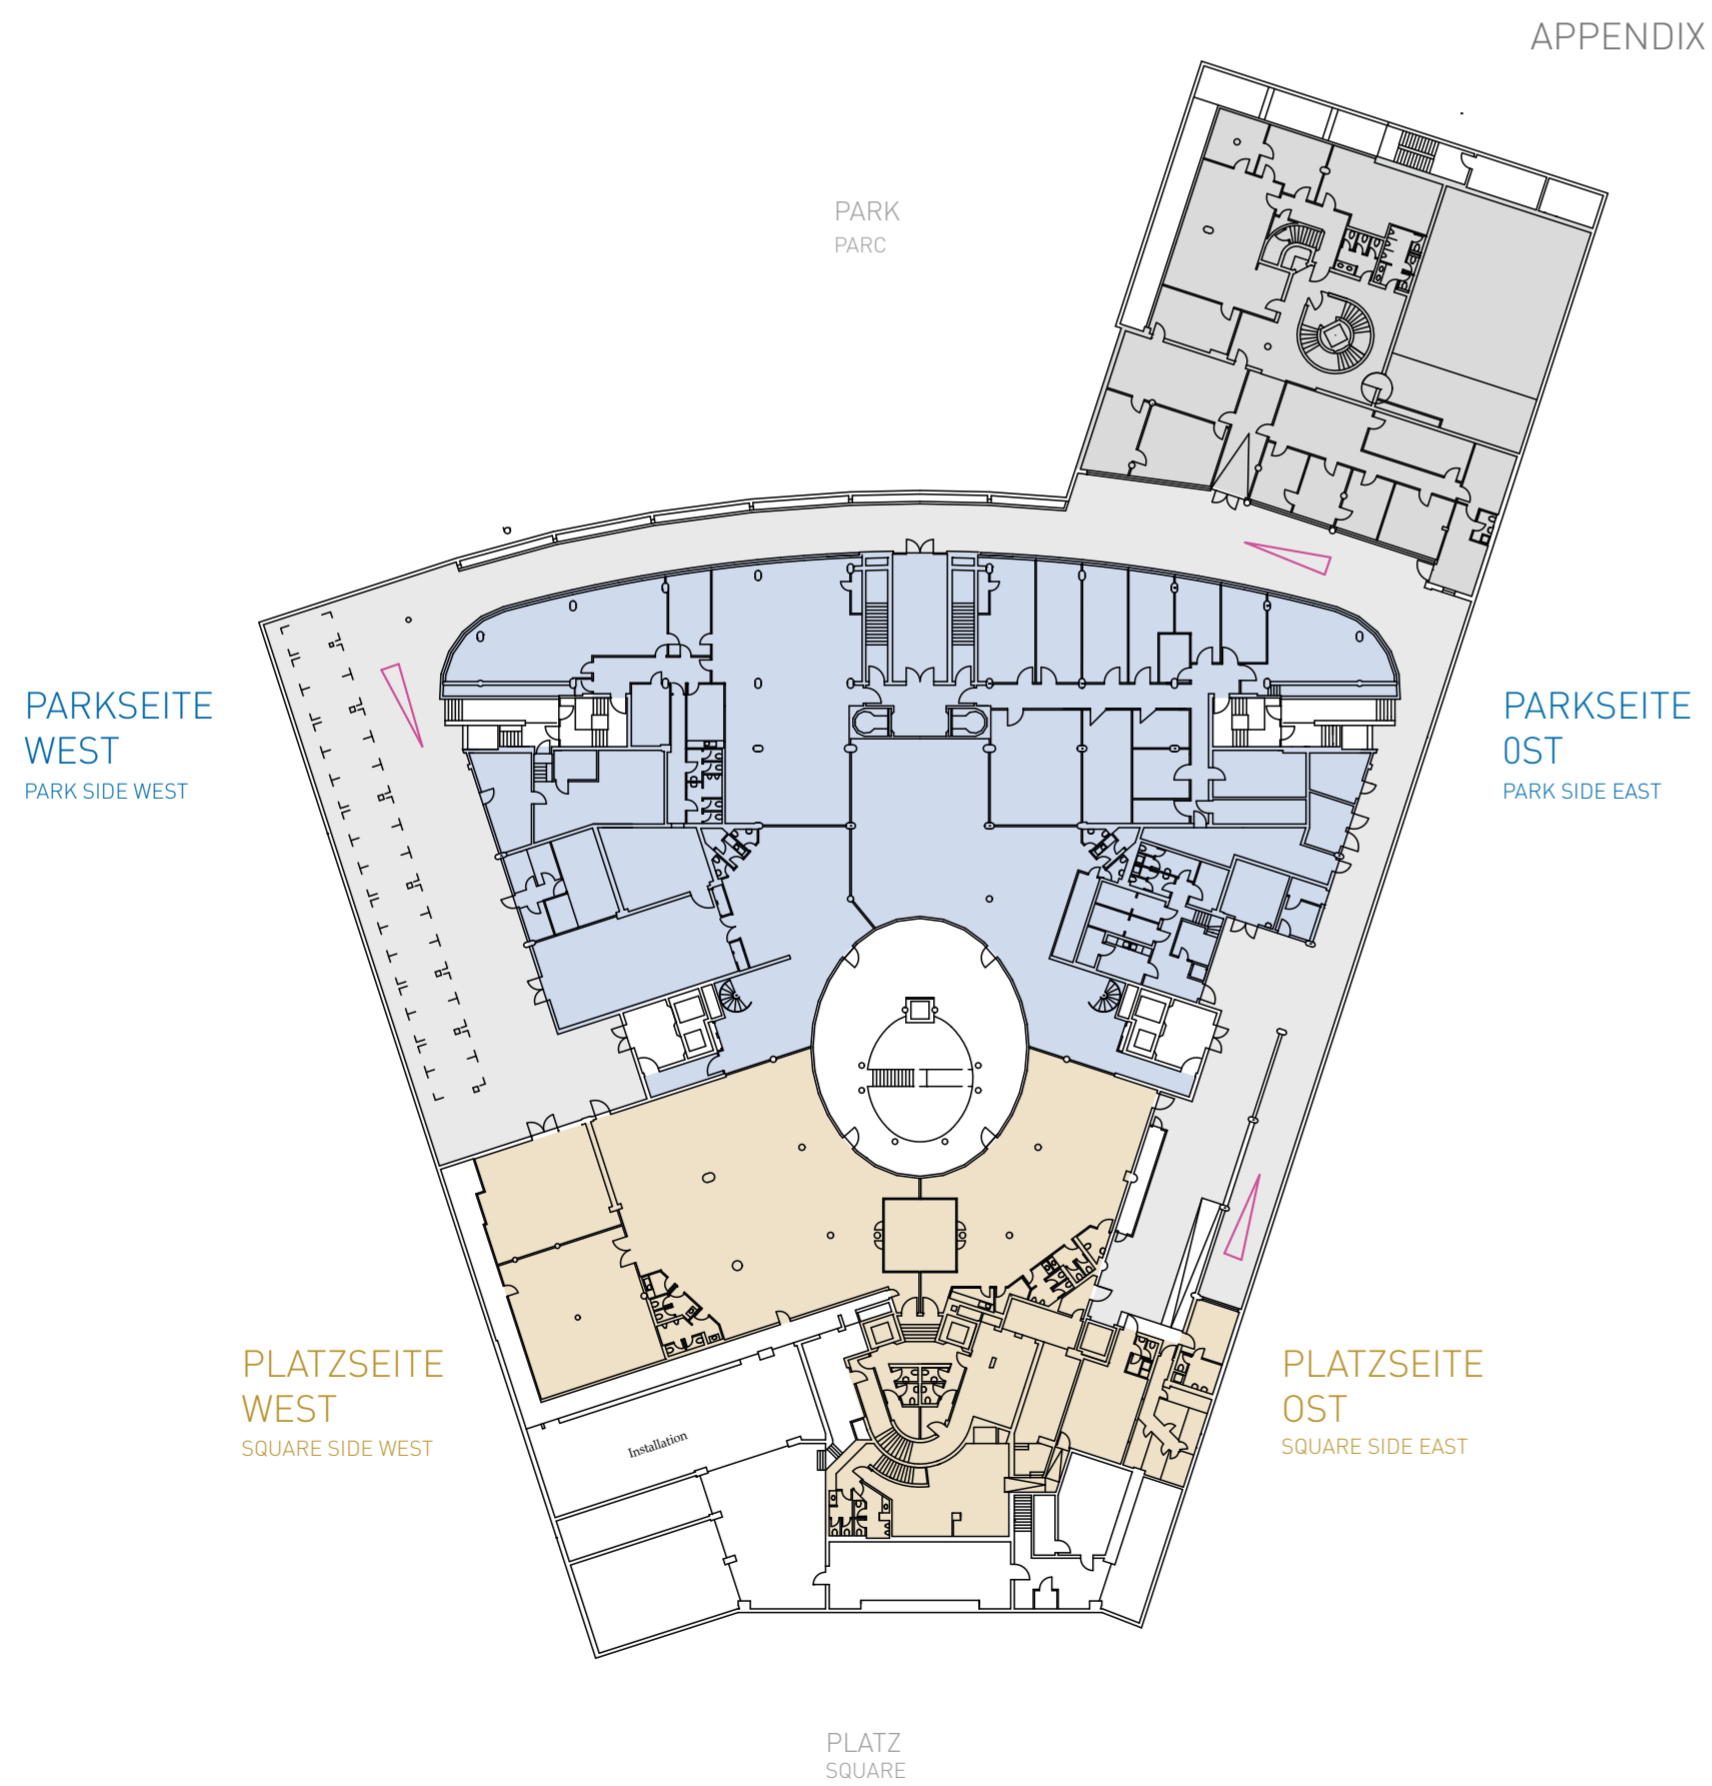 APPENDIX
PARK
PARC
PARKSEITE
WEST
PARK SIDE WEST
PARKSEITE
0ST
PARK SIDE EAST
PLATZSEITE
WEST
SQUARE SIDE WEST
PLATZSEITE
OST
SQUARE SIDE EAST
Installation
PLATZ
SQUARE